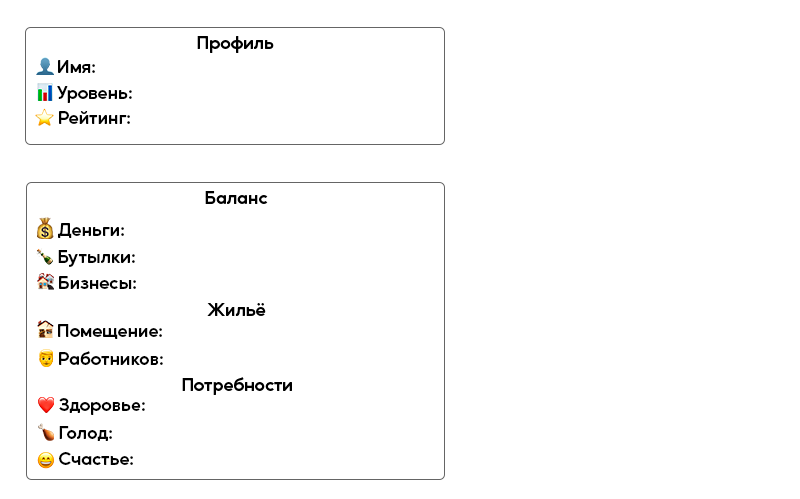 Профиль
Имя:
Уровень:
Рейтинг:
Баланс
Деньги:
Бутылки:
Бизнесы:
Жильё
Помещение:
Работников:
Потребности
Здоровье:
Голод:
Счастье: